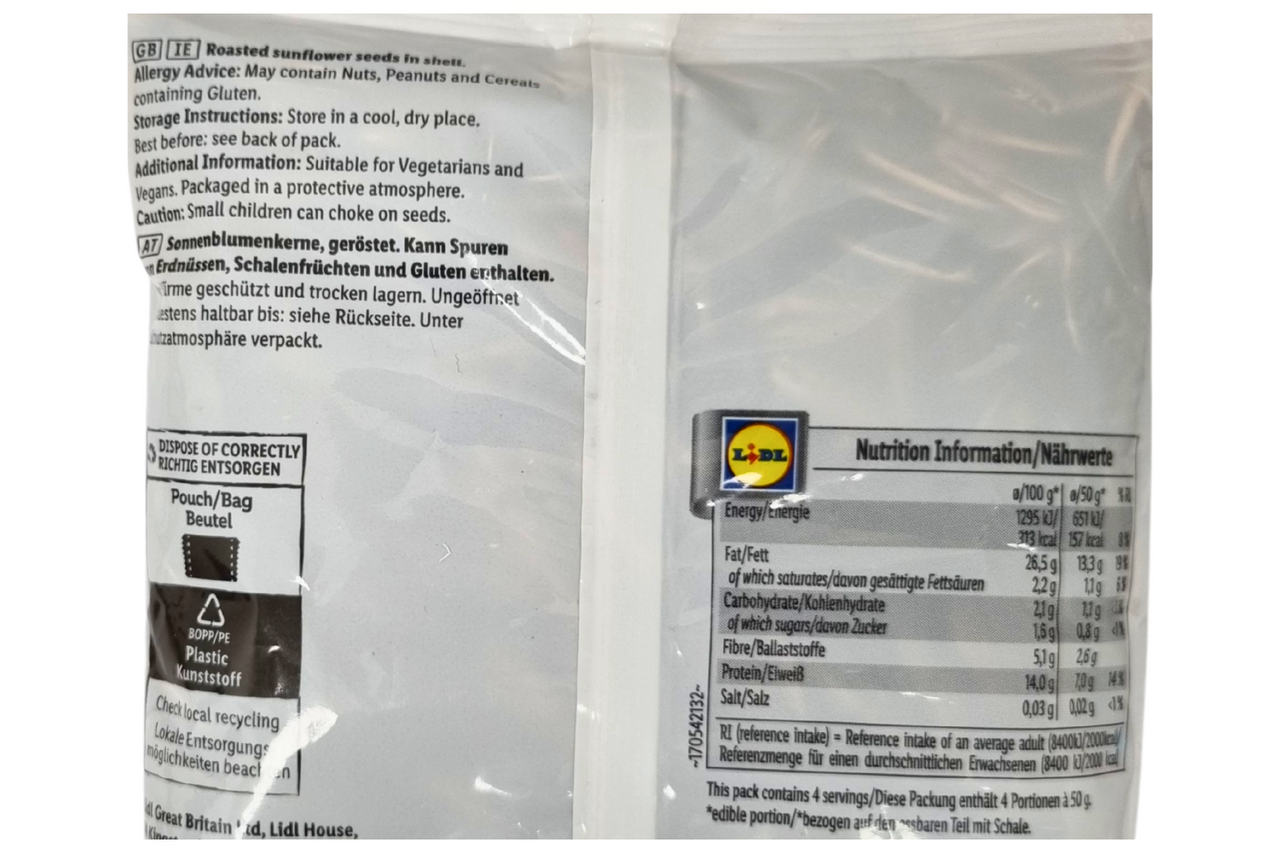 GB IE Roasted sunflower seeds in shell.
Allergy Advice: May contain Nuts, Peanuts and Cereals
containing Gluten.
Storage Instructions: Store in a cool, dry place.
Best before: see back of pack.
Additional Information: Suitable for Vegetarians and
Vegans. Packaged in a protective atmosphere.
Caution: Small children can choke on seeds.
AT Sonnenblumenkerne, geröstet. Kann Spuren
Erdnüssen, Schalenfrüchten und Gluten enthalten.
geschützt und trocken lagern. Ungeöffnet
haltbar bis: siehe Rückseite. Unter
verpackt.
DISPOSE OF CORRECTLY
RICHTIG ENTSORGEN
Pouch/Bag
Beutel
BOPP/PE
Plastic
Kunststoff
Check local recycling
Lokale Entsorgungs
möglichkeiten
Great Britain Ltd, Lidl House,
LIDL
Nutrition Information/Nährwerte
ø/100 g* ø/50 g*
Energy/Energie 1295 kJ/ 651 kJ/
313 kcal 157 kcal 8%
Fat/Fett 26,5 g 13,3 g 19%
of which saturates/davon gesättigte Fettsäuren 2,2 g 1,1 g 6%
Carbohydrate/Kohlenhydrate 2,1 g 1,1 g
of which sugars/davon Zucker 1,6 g 0,8 g <1%
Fibre/Ballaststoffe 5,1 g 2,6 g
Protein/Eiweiß 14,0 g 7,0 g 14%
Salt/Salz 0,03 g 0,02 g <1%
RI (reference intake) = Reference intake of an average adult (8400kJ/2000kcal)/
Referenzmenge für einen durchschnittlichen Erwachsenen (8400 kJ/2000 kcal)
~170542132~
This pack contains 4 servings/Diese Packung enthält 4 Portionen à 50 g.
*edible portion/*bezogen auf den essbaren Teil mit Schale.